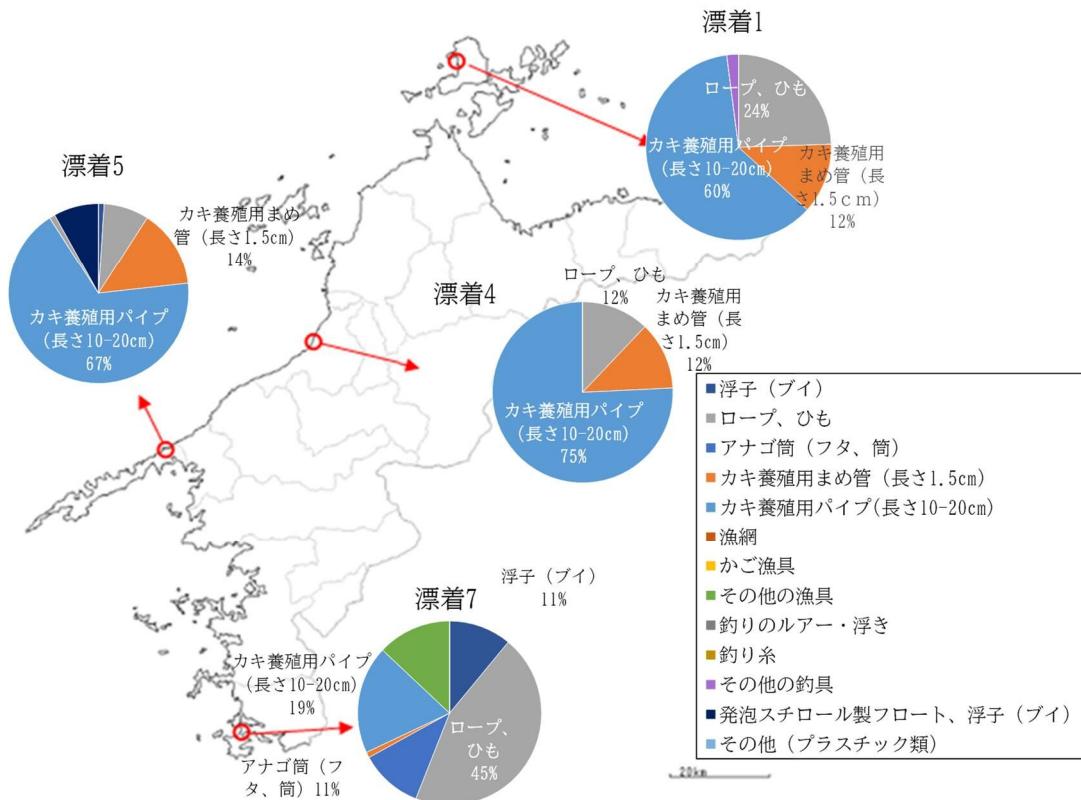 漂着1
ロープ、ひも
24%
カキ養殖用パイプ
(長さ10-20cm)
60%
カキ養殖用
まめ管（長
さ1.5ｃｍ）
12%
漂着5
カキ養殖用まめ
管（長さ1.5cm）
14%
カキ養殖用パイプ
(長さ10-20cm)
67%
漂着4
ロープ、ひも
12%
カキ養殖用
まめ管（長
さ1.5cm）
12%
カキ養殖用パイプ
(長さ10-20cm)
75%
漂着7
浮子（ブイ）
11%
カキ養殖用パイプ
(長さ10-20cm)
19%
ロープ、
ひも
45%
アナゴ筒（フ
タ、筒）11%
浮子（ブイ）
ロープ、ひも
アナゴ筒（フタ、筒）
カキ養殖用まめ管（長さ1.5cm）
カキ養殖用パイプ(長さ10-20cm)
漁網
かご漁具
その他の漁具
釣りのルアー・浮き
釣り糸
その他の釣具
発泡スチロール製フロート、浮子（ブイ）
その他（プラスチック類）
20km